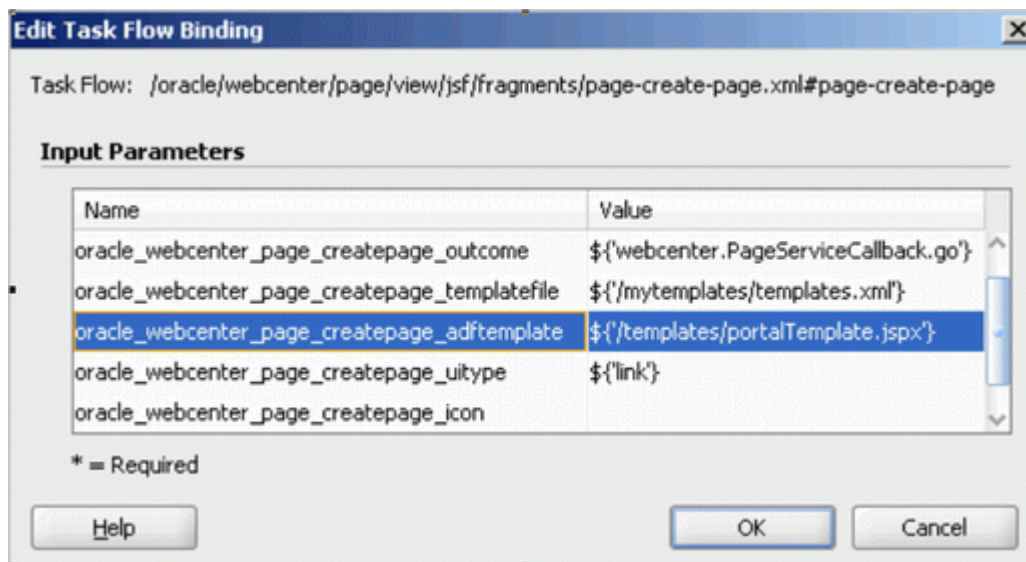 Edit Task Flow Binding
Task Flow: /oracle/webcenter/page/view/jsf/fragments/page-create-page.xml#page-create-page
Input Parameters
Name Value
oracle_webcenter_page_createpage_outcome ${'webcenter.PageServiceCallback.go'}
oracle_webcenter_page_createpage_templatefile ${'/mytemplates/templates.xml'}
oracle_webcenter_page_createpage_adftemplate ${'/templates/portalTemplate.jspx'}
oracle_webcenter_page_createpage_uitype ${'link'}
oracle_webcenter_page_createpage_icon
* = Required
Help OK Cancel